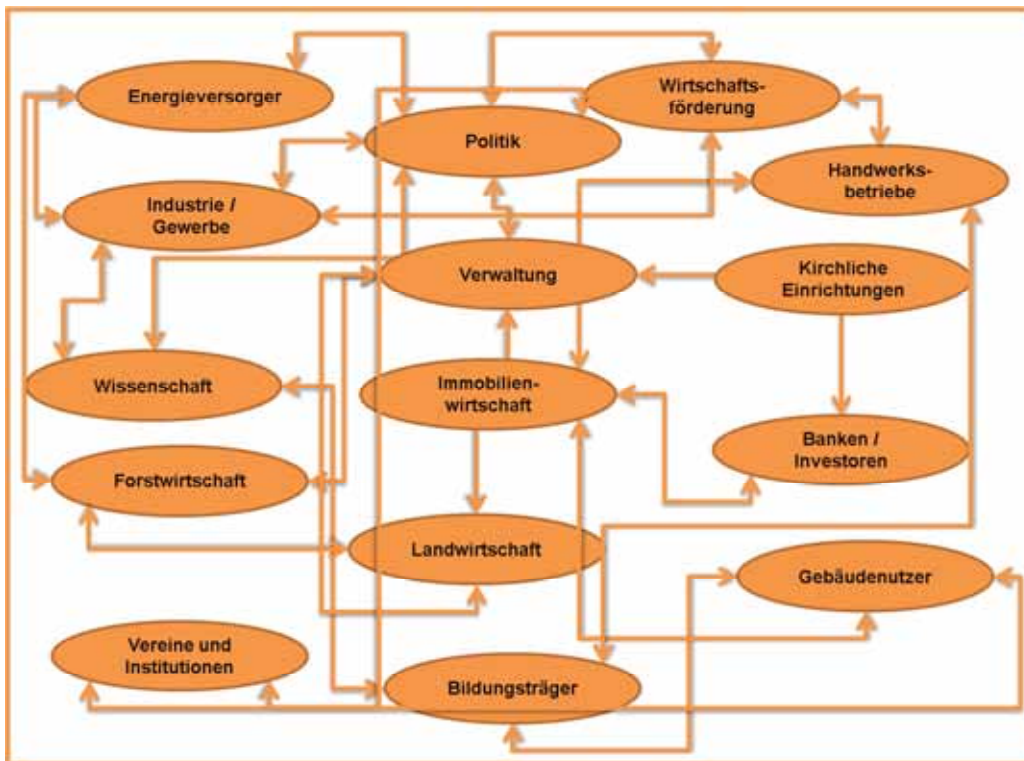 Energieversorger
Wirtschafts-
förderung
Politik
Handwerks-
betriebe
Industrie /
Gewerbe
Verwaltung
Kirchliche
Einrichtungen
Wissenschaft
Immobilien-
wirtschaft
Banken /
Investoren
Forstwirtschaft
Landwirtschaft
Gebäudenutzer
Vereine und
Institutionen
Bildungsträger